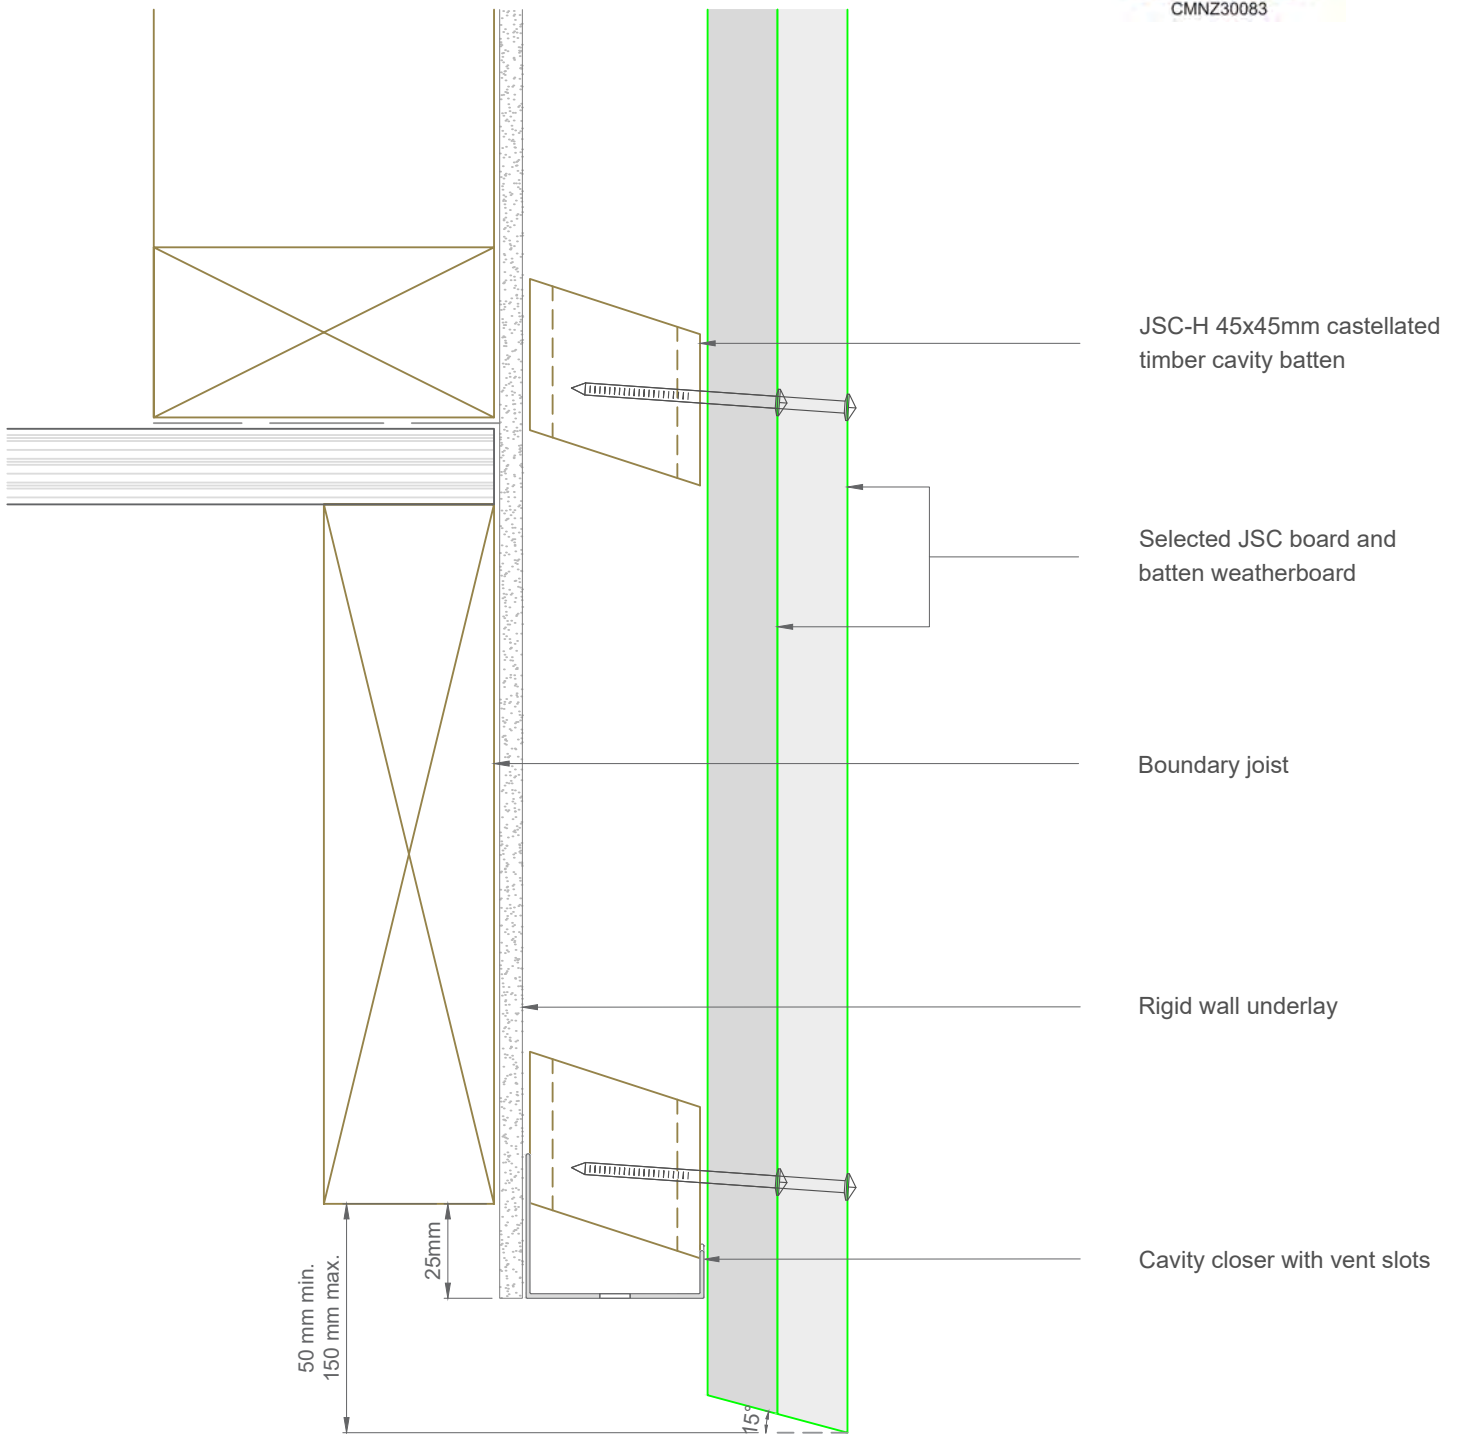 CMNZ30083
JSC-H 45x45mm castellated
timber cavity batten
Selected JSC board and
batten weatherboard
Boundary joist
Rigid wall underlay
Cavity closer with vent slots
25mm
50 mm min.
150 mm max.
15°